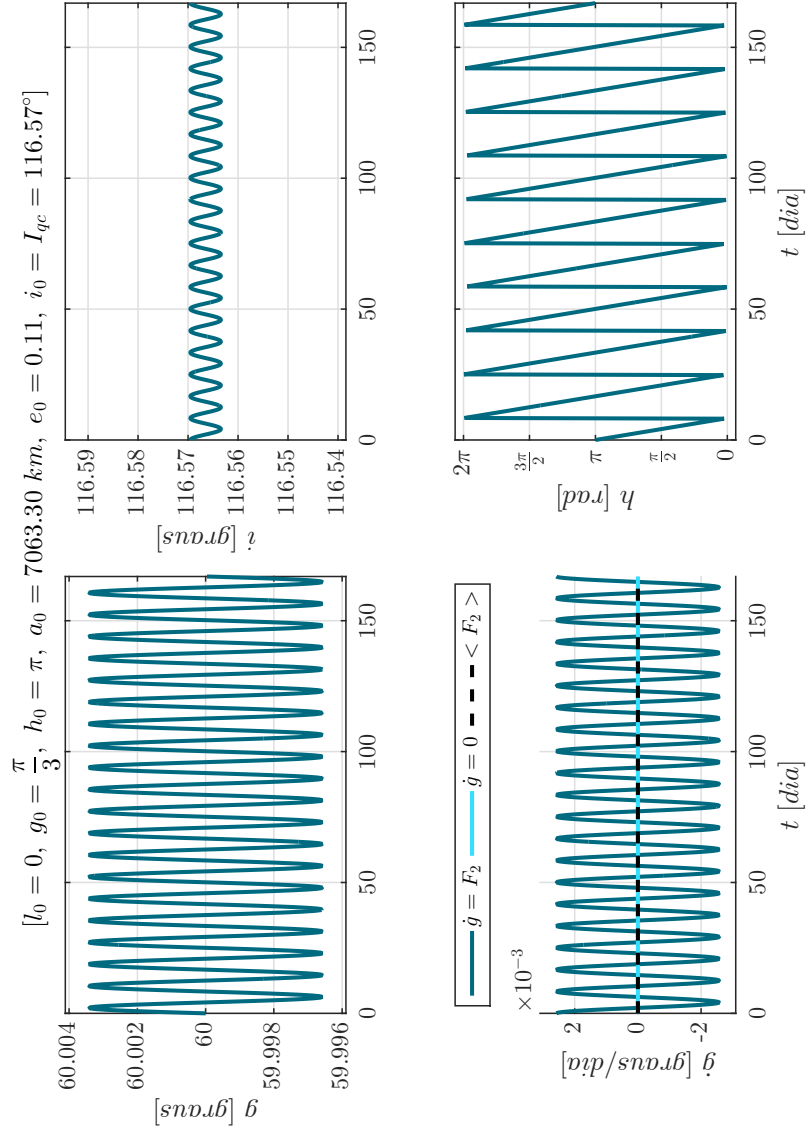 [l₀ = 0, g₀ = π/3, h₀ = π, a₀ = 7063.30 km, e₀ = 0.11, i₀ = I_qc = 116.57°]
g [graus]
60.004
60.002
60
59.998
59.996
0 50 100 150
i [graus]
116.59
116.58
116.57
116.56
116.55
116.54
0 50 100 150
ġ = F₂ ġ = 0 < F₂ >
×10⁻³
ġ [graus/dia]
2
0
-2
0 50 100 150
t [dia]
h [rad]
2π
3π/2
π
π/2
0
0 50 100 150
t [dia]